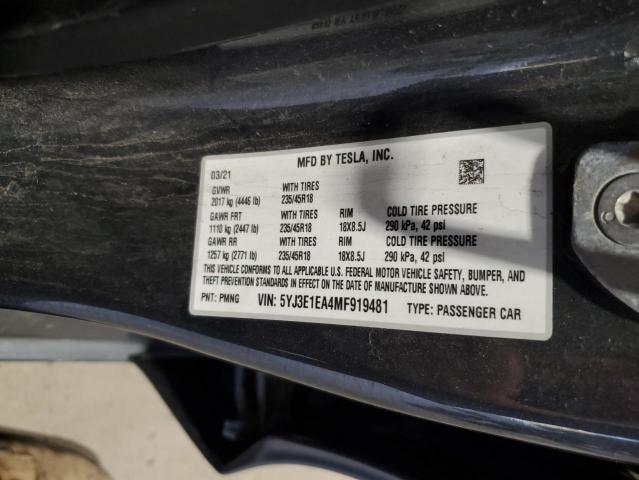 MFD BY TESLA, INC.
03/21
GVWR WITH TIRES
2017 kg (4446 lb) 235/45R18
GAWR FRT WITH TIRES RIM COLD TIRE PRESSURE
1110 kg (2447 lb) 235/45R18 18X8.5J 290 kPa, 42 psi
GAWR RR WITH TIRES RIM COLD TIRE PRESSURE
1257 kg (2771 lb) 235/45R18 18X8.5J 290 kPa, 42 psi
THIS VEHICLE CONFORMS TO ALL APPLICABLE U.S. FEDERAL MOTOR VEHICLE SAFETY, BUMPER, AND
THEFT PREVENTION STANDARDS IN EFFECT ON THE DATE OF MANUFACTURE SHOWN ABOVE.
PNT: PMNG VIN: 5YJ3E1EA4MF919481 TYPE: PASSENGER CAR